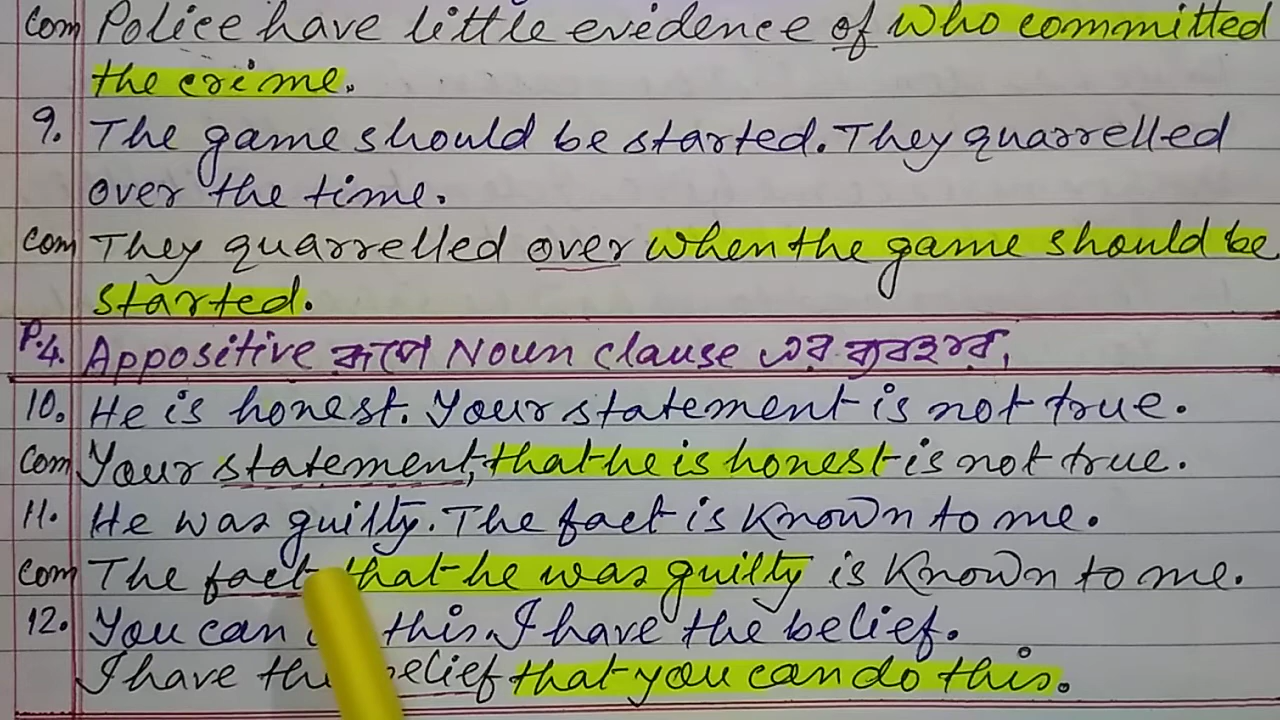 Com Police have little evidence of who committed
the crime.
9. The game should be started. They quarrelled
over the time.
Com They quarrelled over when the game should be
started.
P.4. Appositive রূপে Noun clause এর ব্যবহার,
10. He is honest. Your statement is not true.
Com Your statement, that he is honest is not true.
11. He was guilty. The fact is known to me.
Com The fact that he was guilty is known to me.
12. You can this. I have the belief.
I have the belief that you can do this.